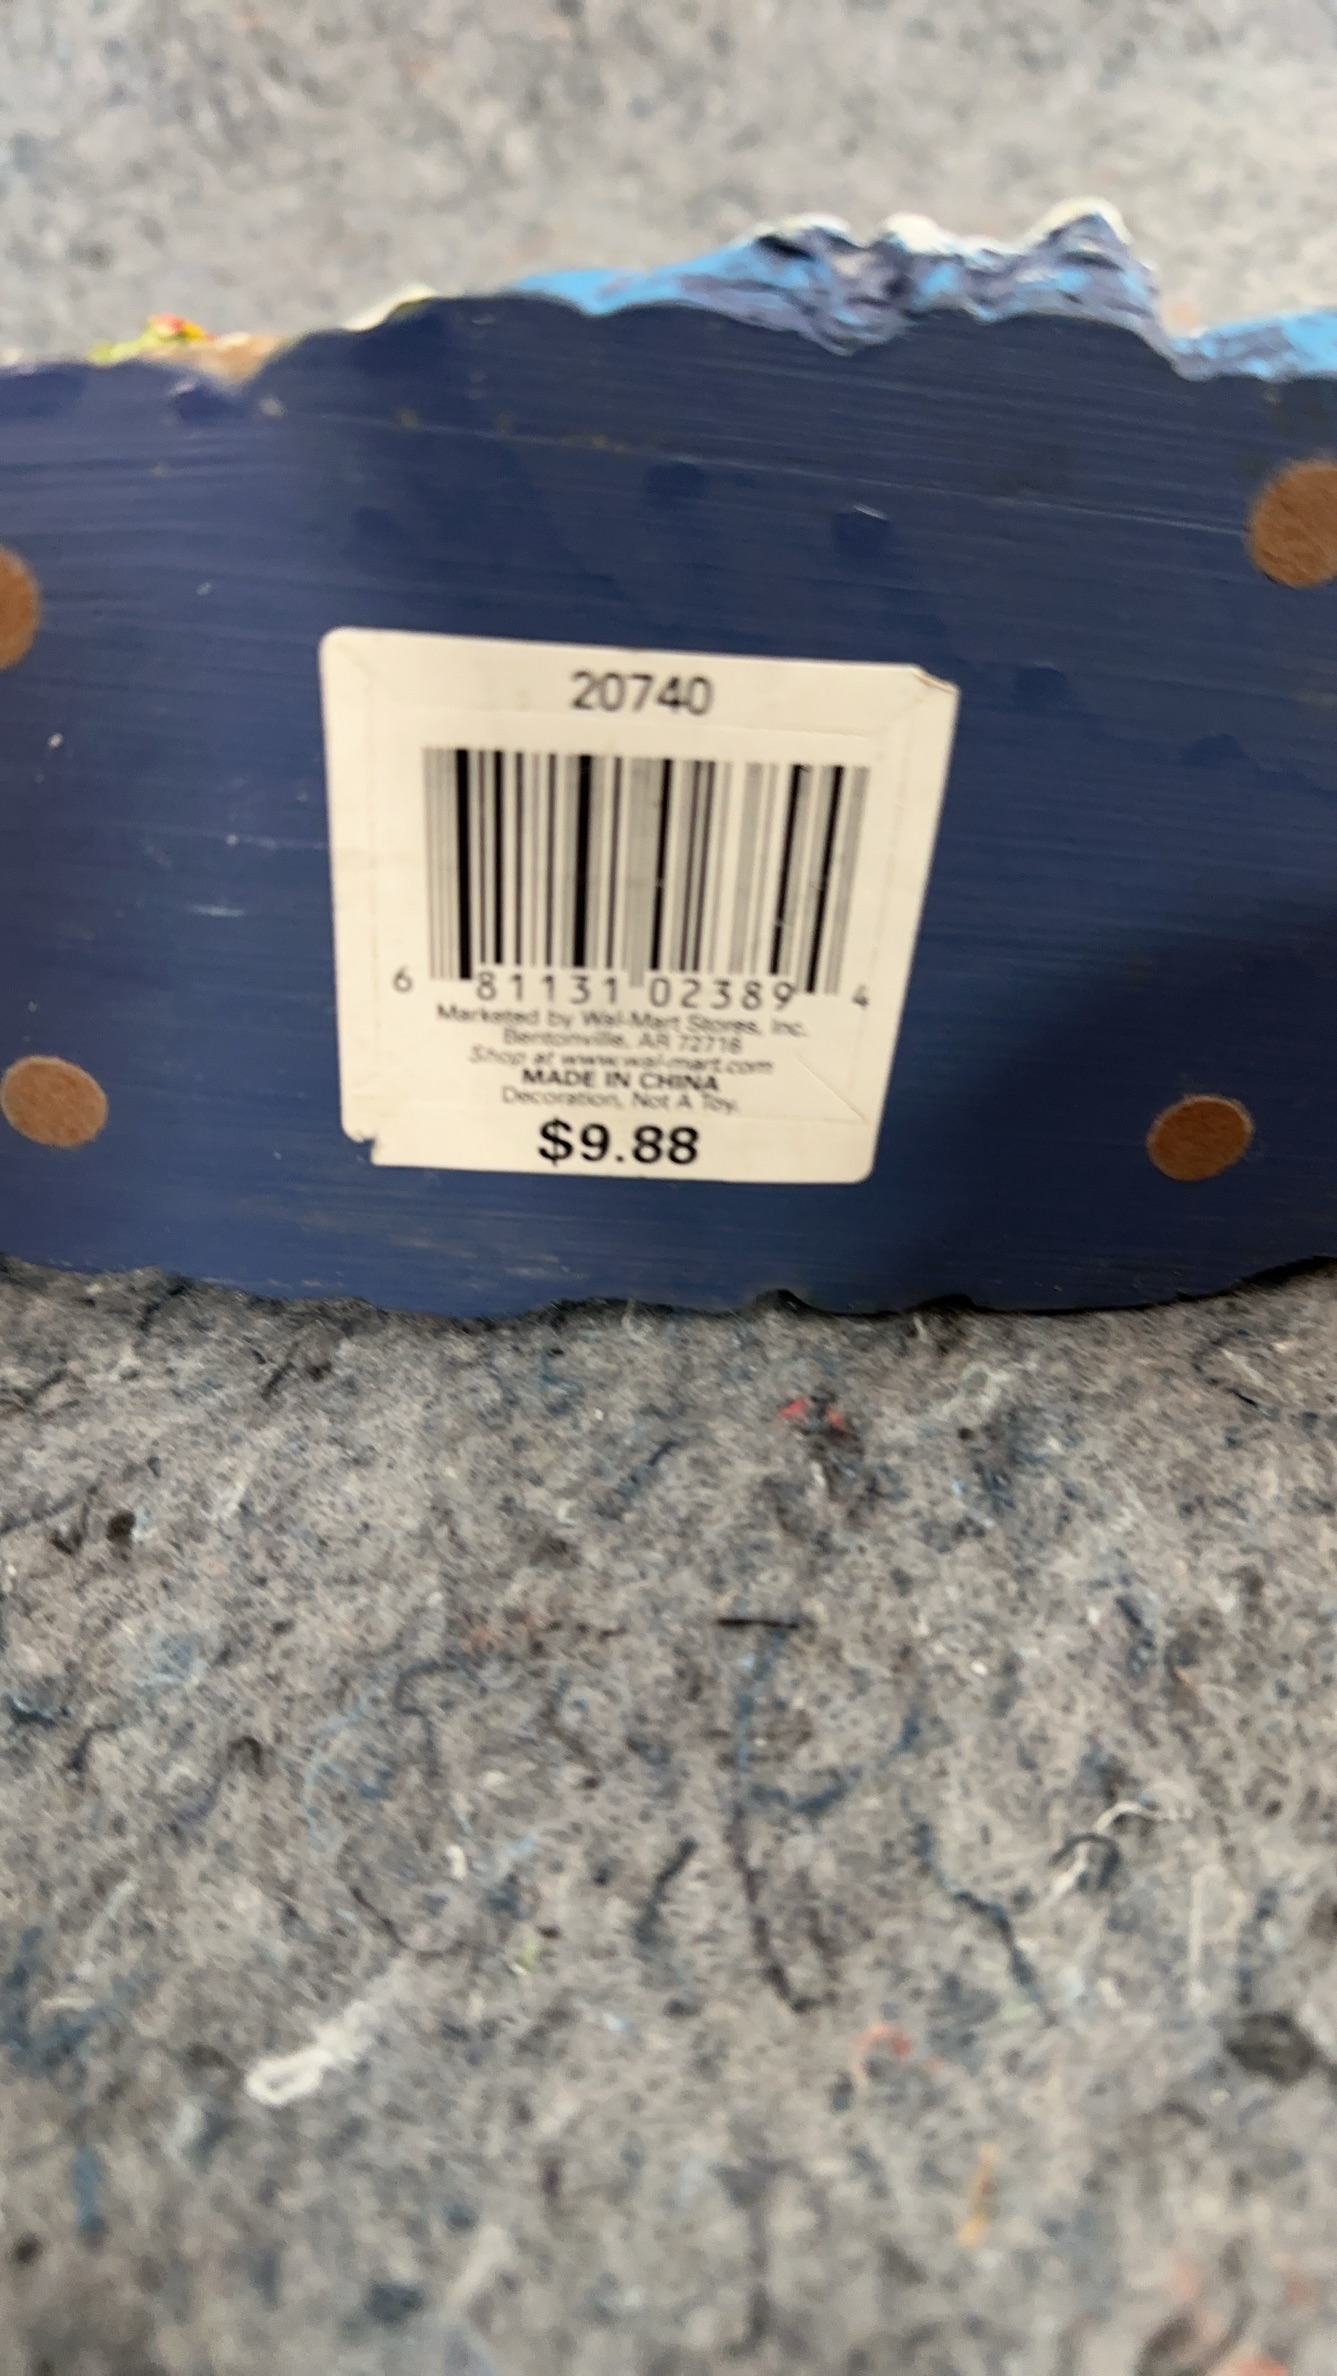 20740
6 81131 02389 4
Marketed by Wal-Mart Stores, Inc.
Bentonville, AR 72716
Shop at www.wal-mart.com
MADE IN CHINA
Decoration, Not A Toy.
$9.88